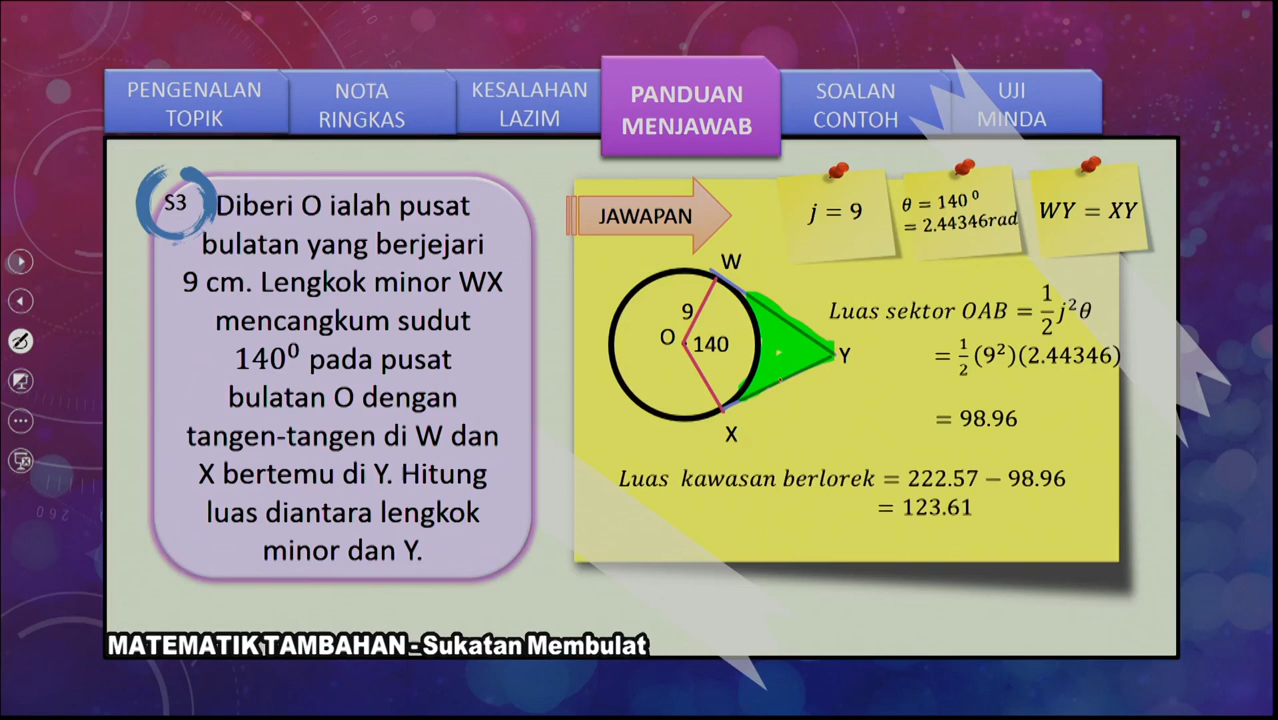 PENGENALAN
TOPIK
NOTA
RINGKAS
KESALAHAN
LAZIM
PANDUAN
MENJAWAB
SOALAN
CONTOH
UJI
MINDA
S3
Diberi O ialah pusat
bulatan yang berjejari
9 cm. Lengkok minor WX
mencangkum sudut
140⁰ pada pusat
bulatan O dengan
tangen-tangen di W dan
X bertemu di Y. Hitung
luas diantara lengkok
minor dan Y.
JAWAPAN
j = 9
θ = 140⁰
= 2.44346rad
WY = XY
W
9
O
140
Y
X
Luas sektor OAB = 1/2 j²θ
= 1/2 (9²)(2.44346)
= 98.96
Luas kawasan berlorek = 222.57 − 98.96
= 123.61
260
MATEMATIK TAMBAHAN - Sukatan Membulat